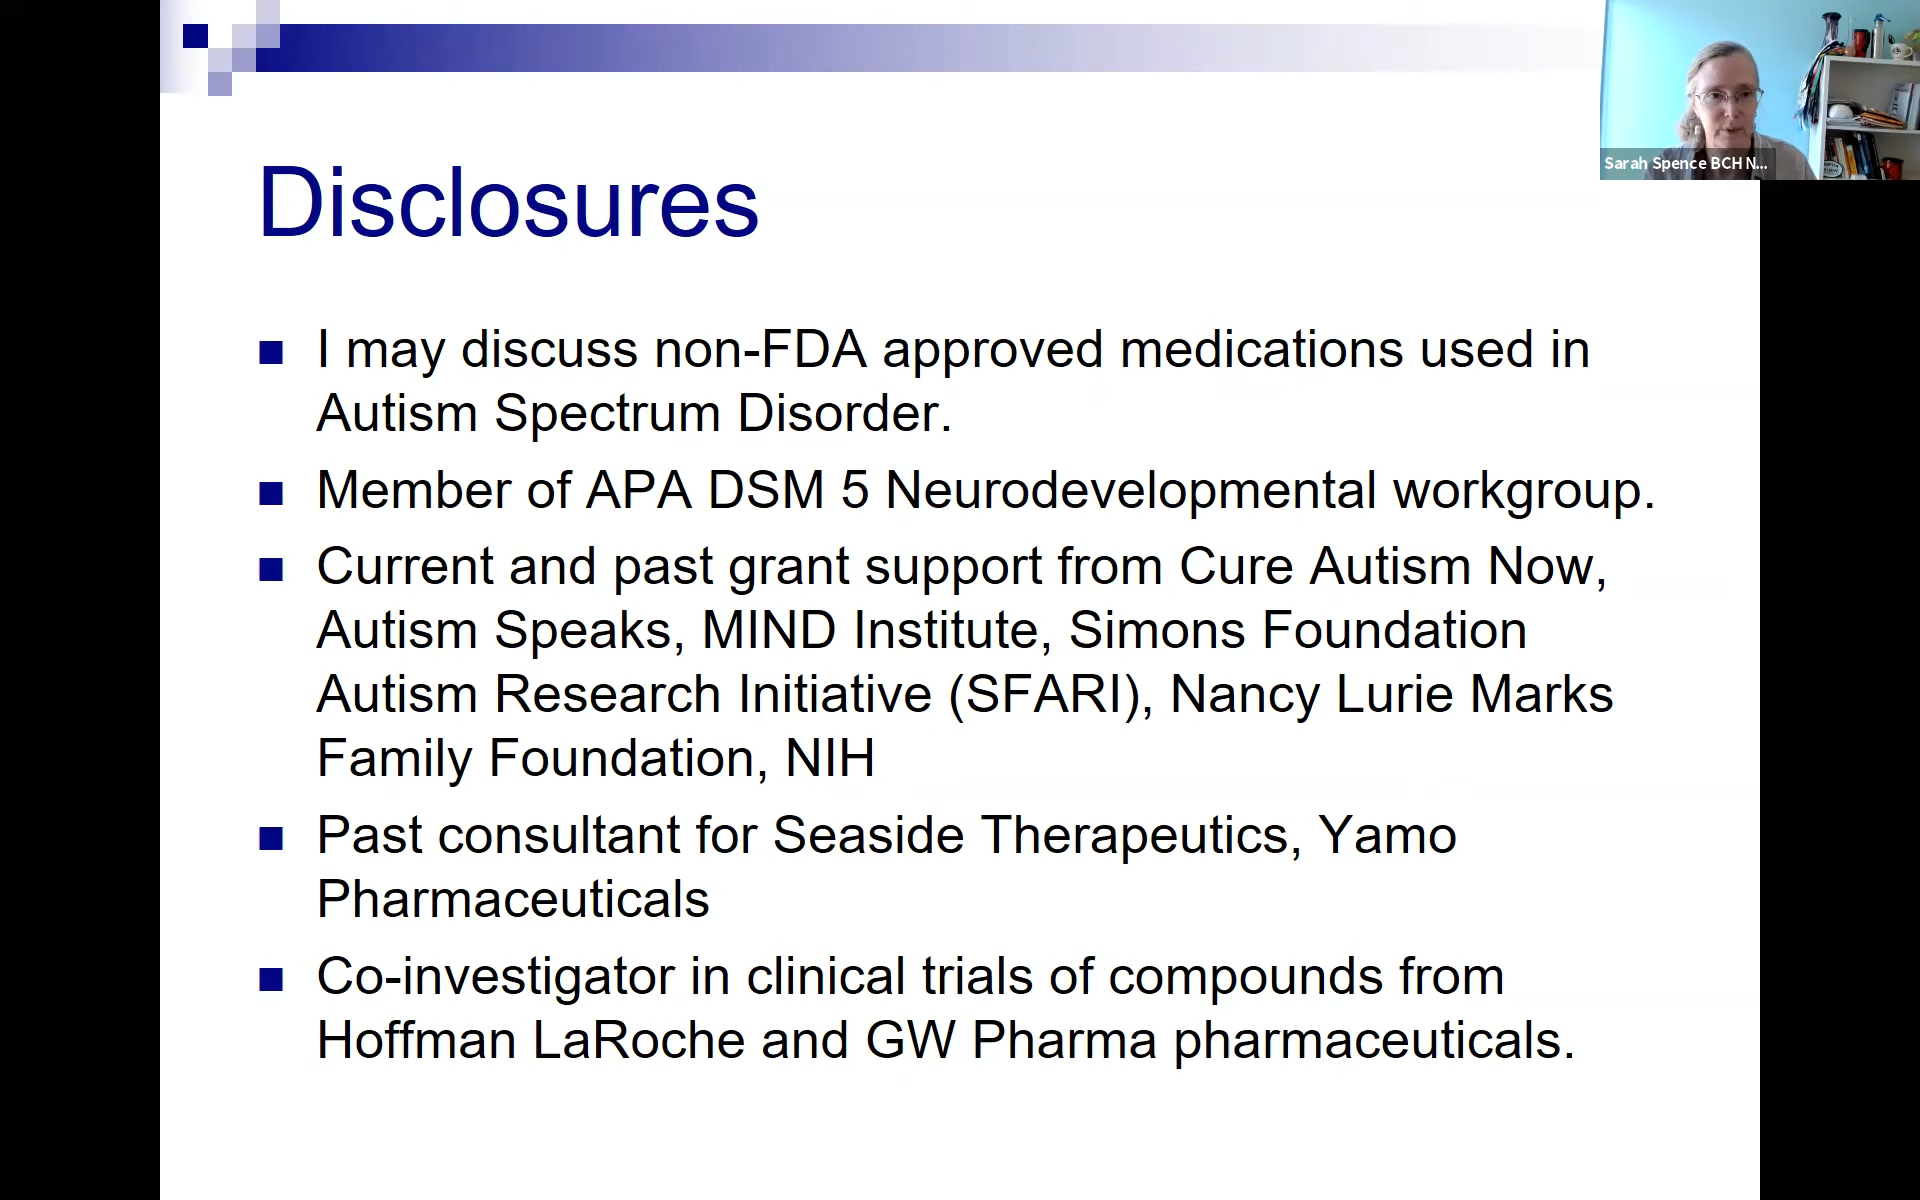 Sarah Spence BCH N...
Disclosures
I may discuss non-FDA approved medications used in
Autism Spectrum Disorder.
Member of APA DSM 5 Neurodevelopmental workgroup.
Current and past grant support from Cure Autism Now,
Autism Speaks, MIND Institute, Simons Foundation
Autism Research Initiative (SFARI), Nancy Lurie Marks
Family Foundation, NIH
Past consultant for Seaside Therapeutics, Yamo
Pharmaceuticals
Co-investigator in clinical trials of compounds from
Hoffman LaRoche and GW Pharma pharmaceuticals.